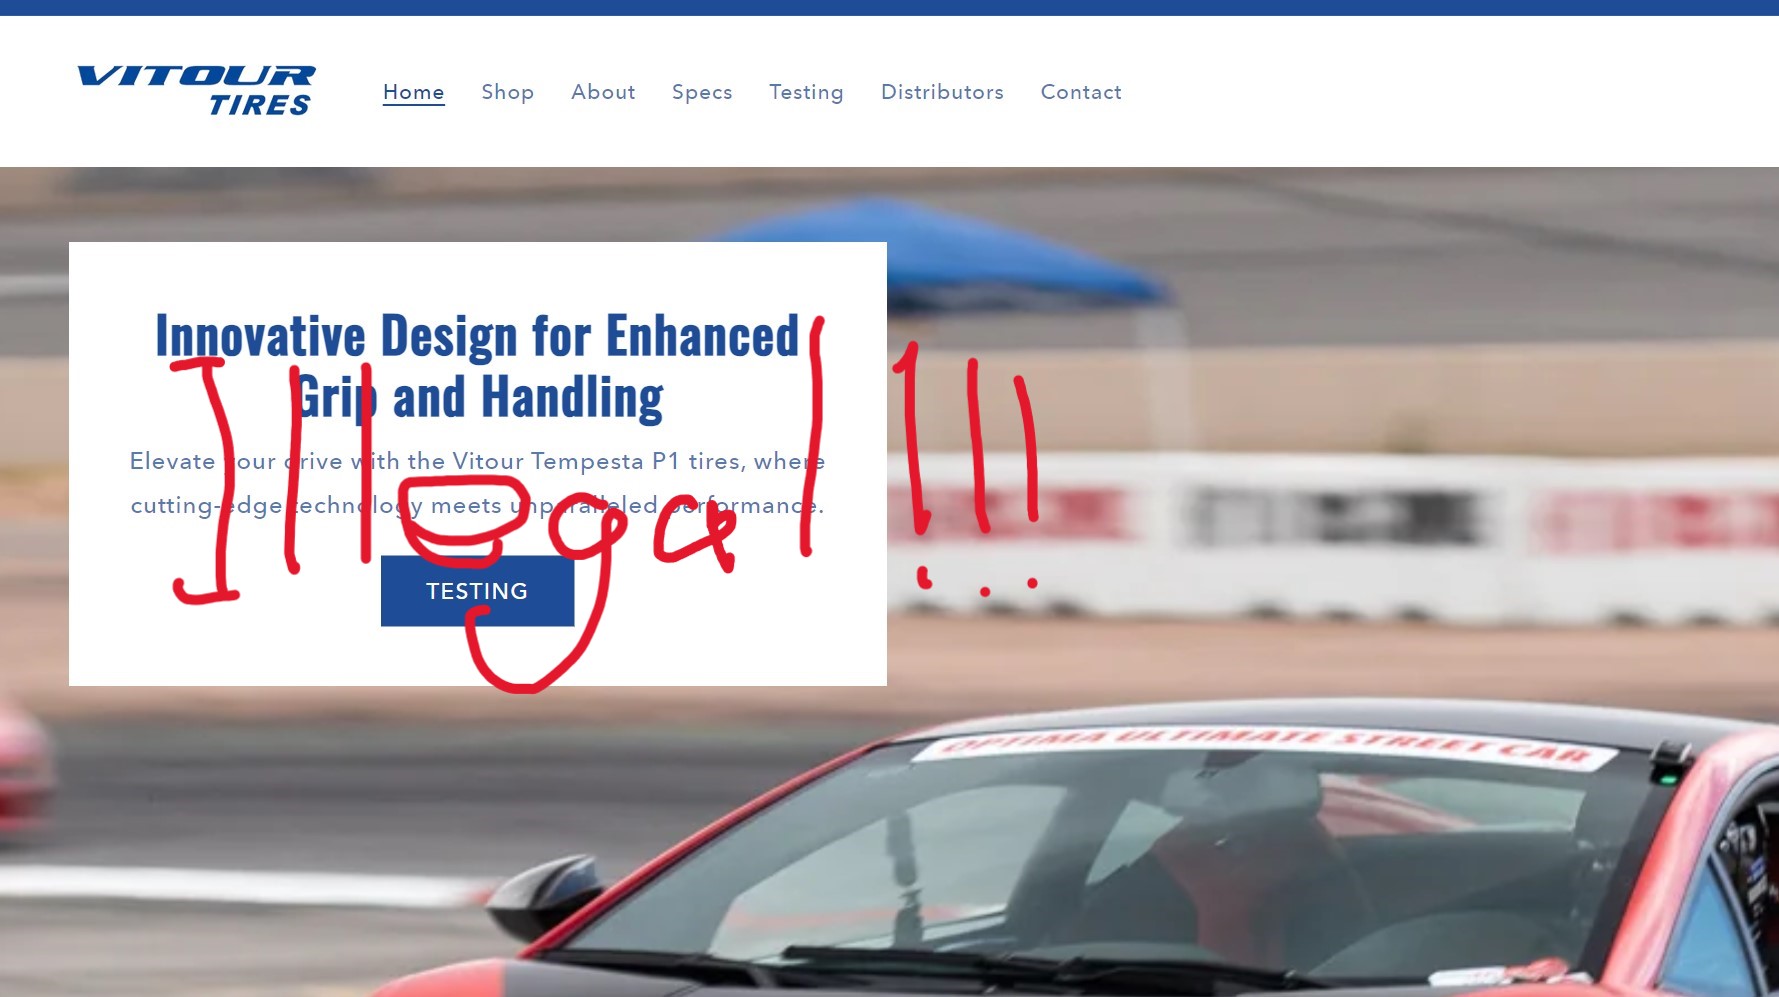 VITOUR
TIRES
Home Shop About Specs Testing Distributors Contact
Innovative Design for Enhanced
Grip and Handling
Elevate your drive with the Vitour Tempesta P1 tires, where
cutting-edge technology meets unparalleled performance.
TESTING
Illegal !!!
OPTIMA ULTIMATE STREET CAR